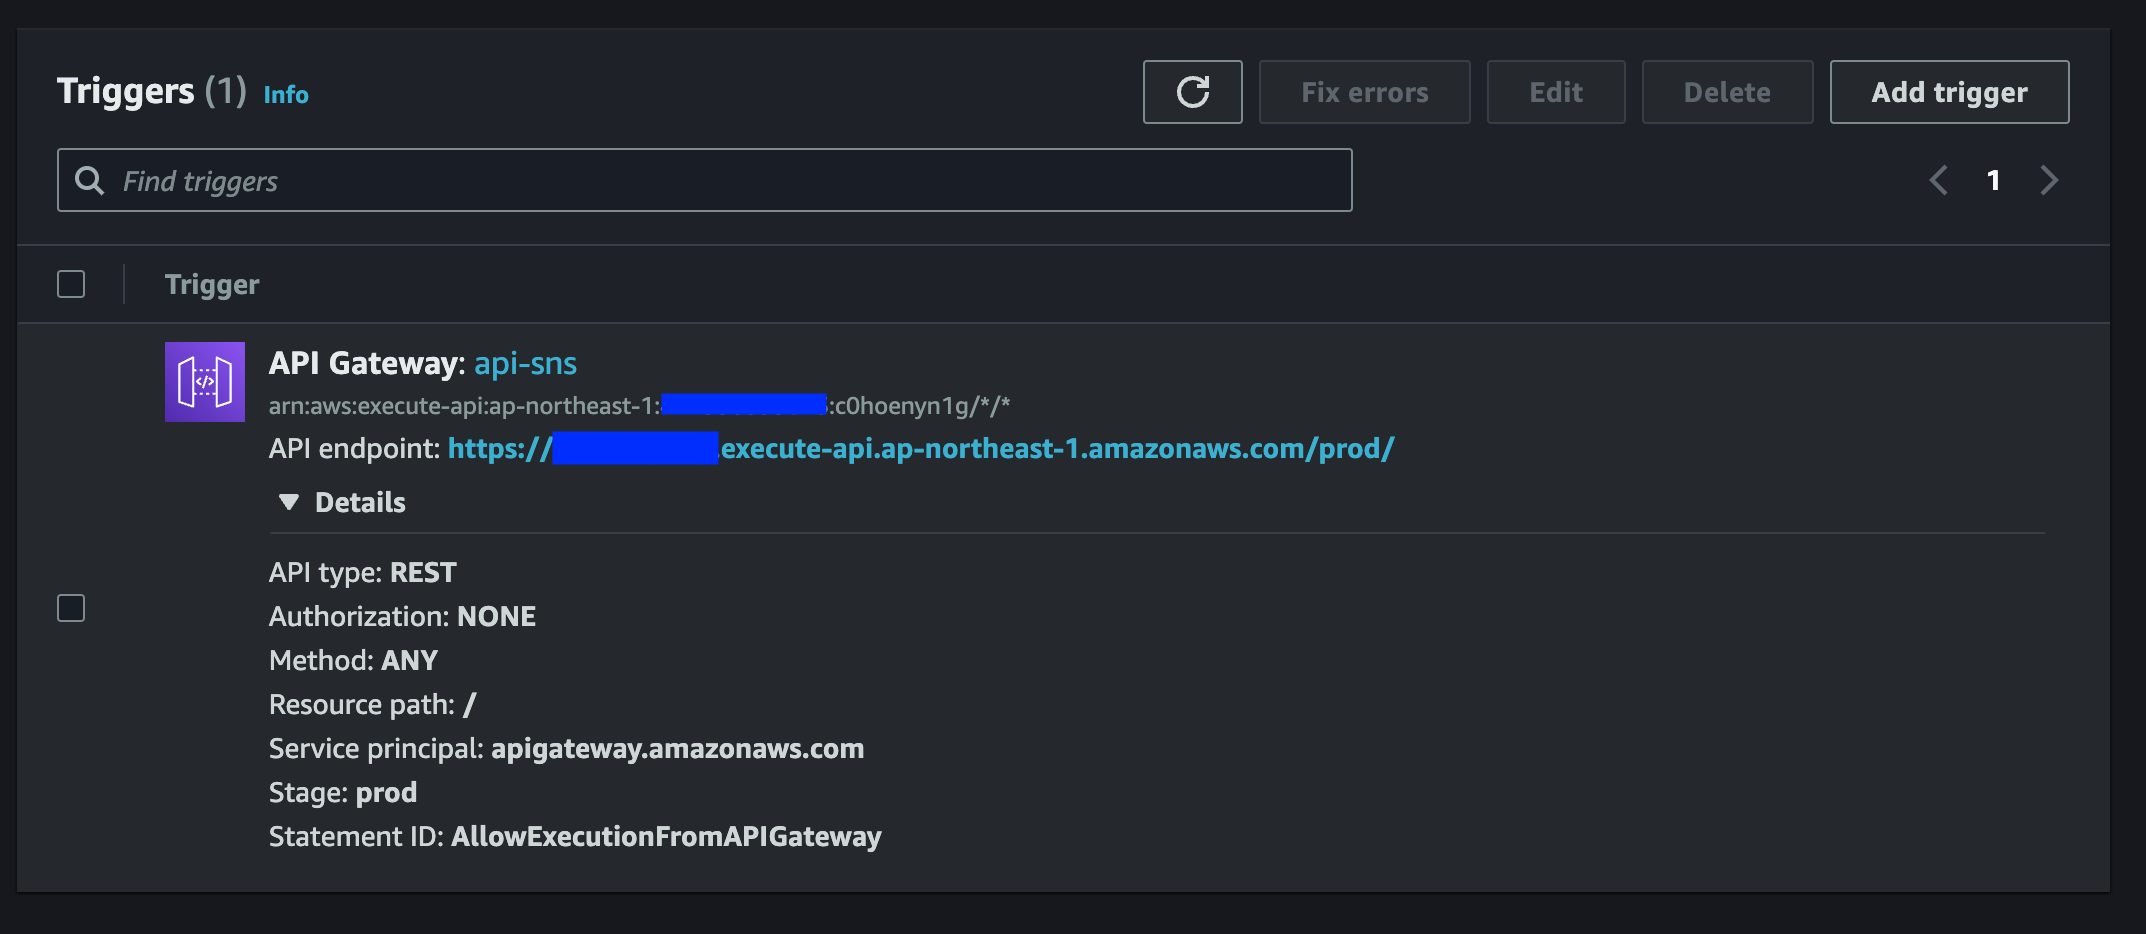 Triggers (1) Info
Fix errors
Edit
Delete
Add trigger
Find triggers
1
Trigger
API Gateway: api-sns
arn:aws:execute-api:ap-northeast-1: :c0hoenyn1g/*/*
API endpoint: https:// .execute-api.ap-northeast-1.amazonaws.com/prod/
Details
API type: REST
Authorization: NONE
Method: ANY
Resource path: /
Service principal: apigateway.amazonaws.com
Stage: prod
Statement ID: AllowExecutionFromAPIGateway